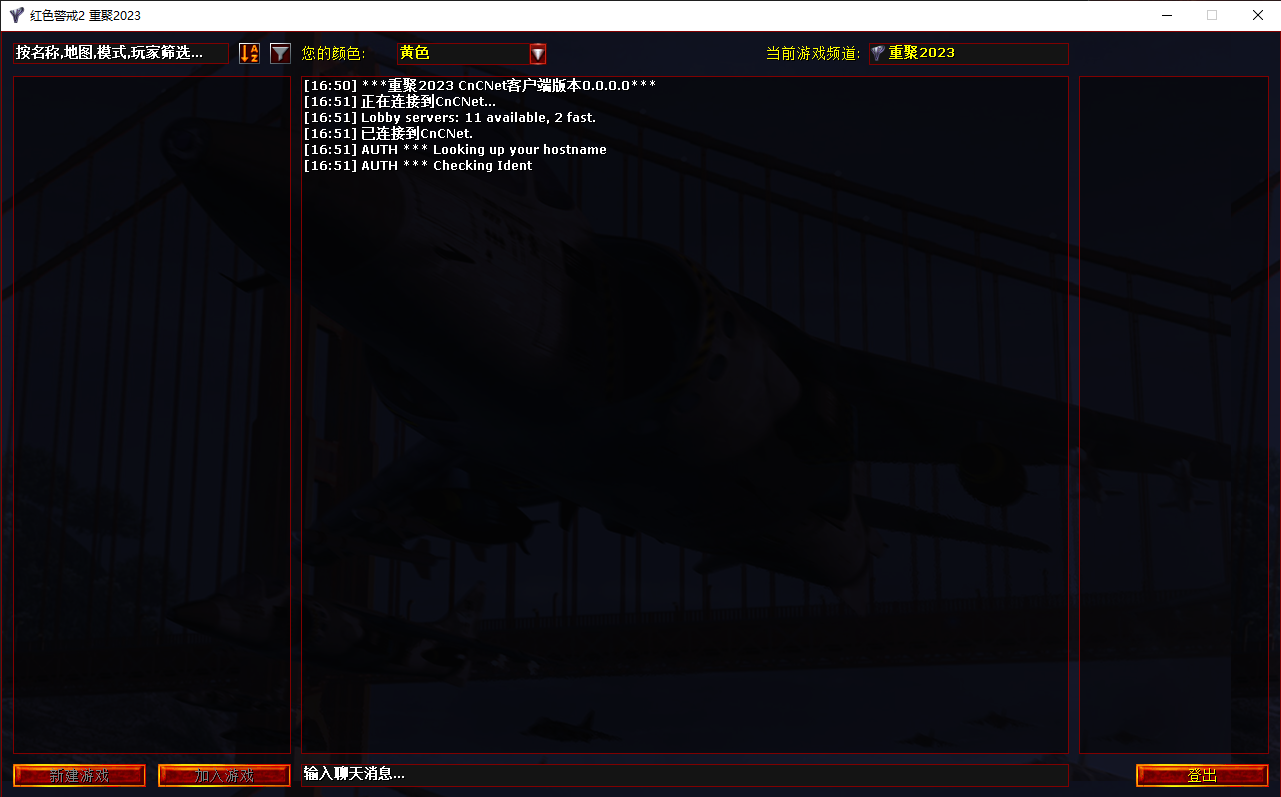 红色警戒2 重聚2023
按名称,地图,模式,玩家筛选...
您的颜色:
黄色
当前游戏频道:
重聚2023
[16:50] ***重聚2023 CnCNet客户端版本0.0.0.0***
[16:51] 正在连接到CnCNet...
[16:51] Lobby servers: 11 available, 2 fast.
[16:51] 已连接到CnCNet.
[16:51] AUTH *** Looking up your hostname
[16:51] AUTH *** Checking Ident
新建游戏
加入游戏
输入聊天消息...
登出